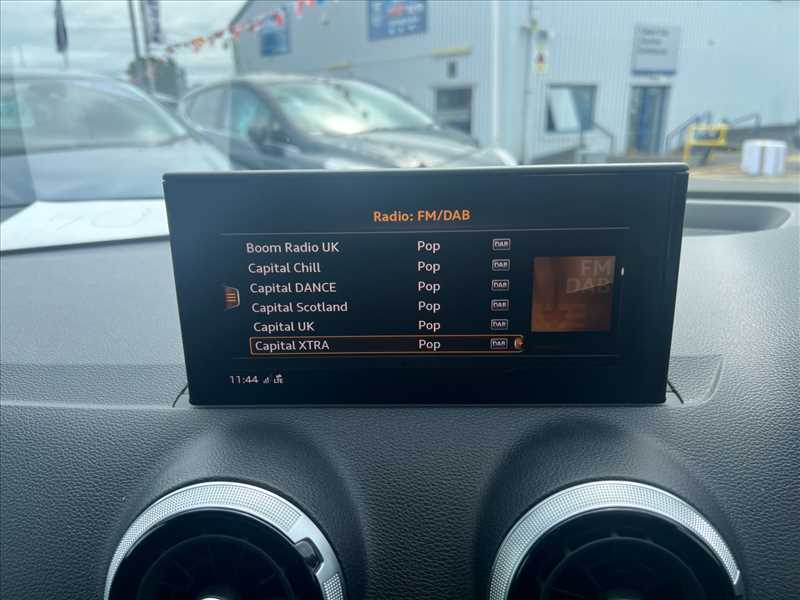 Radio: FM/DAB
Boom Radio UK Pop DAB
Capital Chill Pop DAB
Capital DANCE Pop DAB
Capital Scotland Pop DAB
Capital UK Pop DAB
Capital XTRA Pop DAB
FM
DAB
11:44 LTE